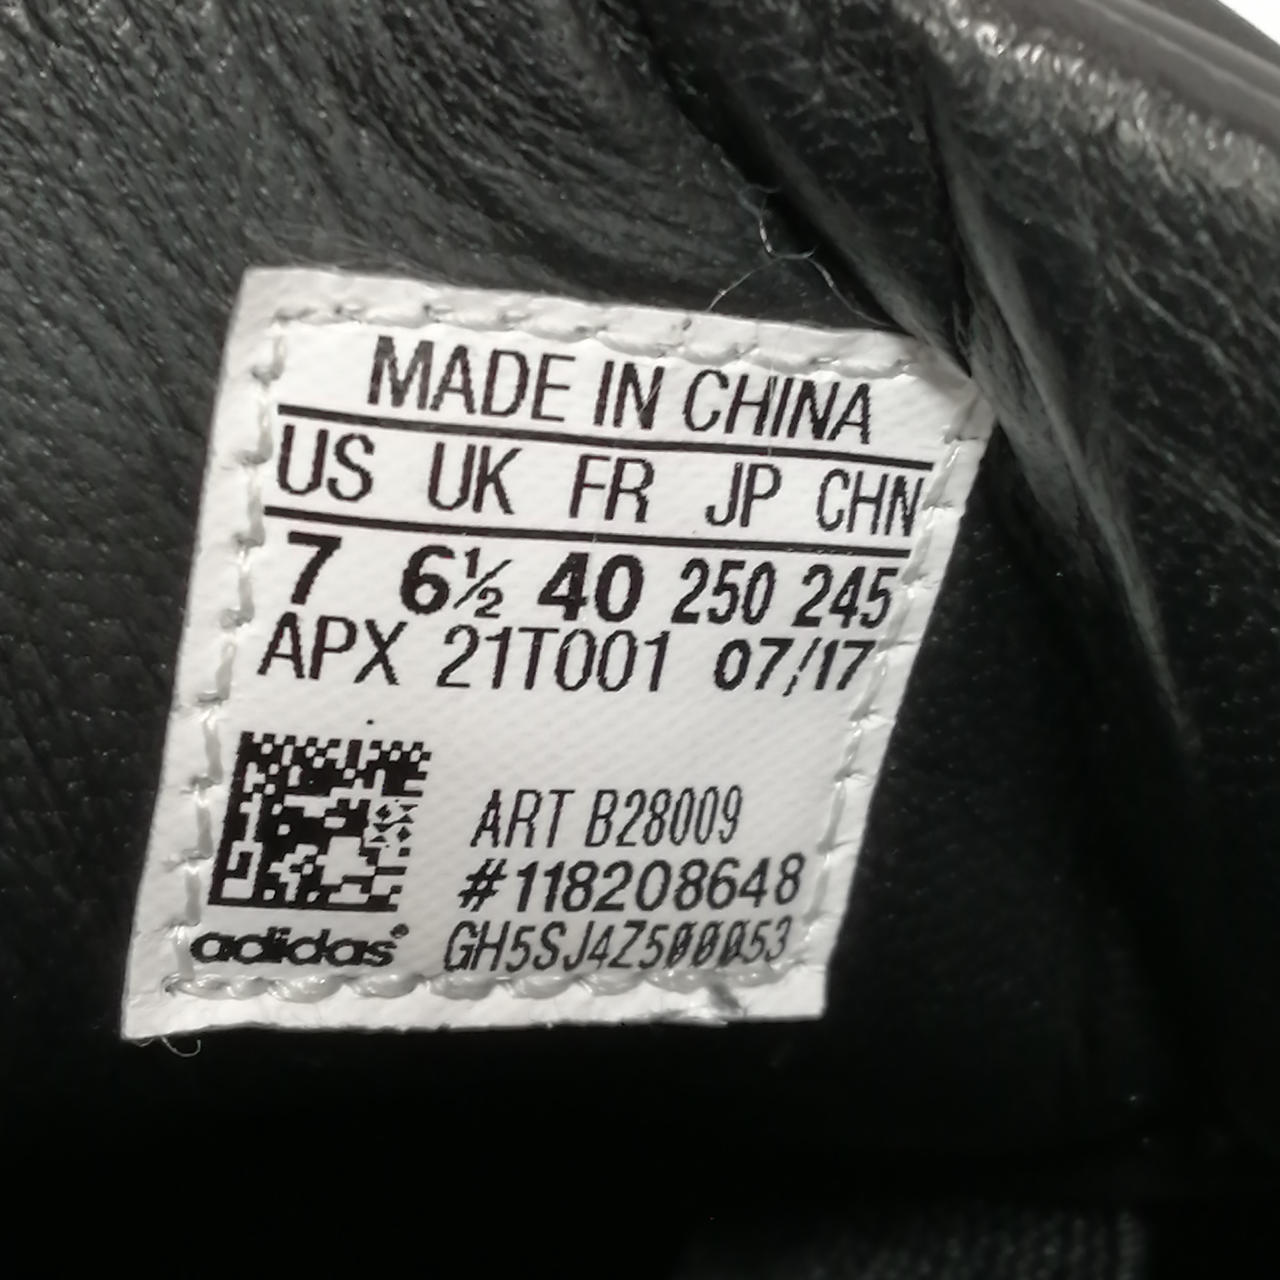 MADE IN CHINA
US UK FR JP CHN
7 6½ 40 250 245
APX 21T001 07/17
ART B28009
#118208648
adidas® GH5SJ4Z500053